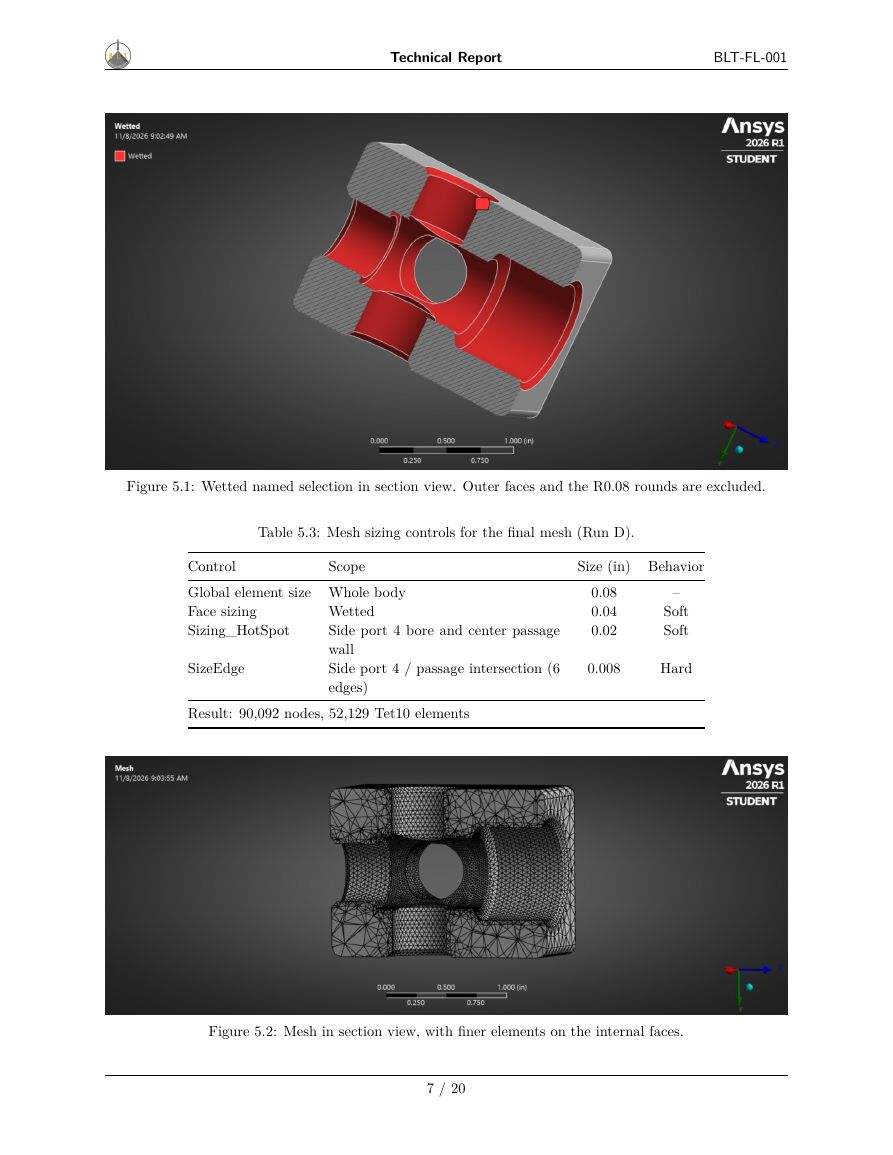 Technical Report BLT-FL-001
Wetted
11/8/2026 9:02:49 AM
Wetted
Ansys
2026 R1
STUDENT
0.000 0.500 1.000 (in)
0.250 0.750
Figure 5.1: Wetted named selection in section view. Outer faces and the R0.08 rounds are excluded.
Table 5.3: Mesh sizing controls for the final mesh (Run D).
Control Scope Size (in) Behavior
Global element size Whole body 0.08 –
Face sizing Wetted 0.04 Soft
Sizing_HotSpot Side port 4 bore and center passage 0.02 Soft
wall
SizeEdge Side port 4 / passage intersection (6 0.008 Hard
edges)
Result: 90,092 nodes, 52,129 Tet10 elements
Mesh
11/8/2026 9:03:55 AM
Ansys
2026 R1
STUDENT
0.000 0.500 1.000 (in)
0.250 0.750
Figure 5.2: Mesh in section view, with finer elements on the internal faces.
7 / 20